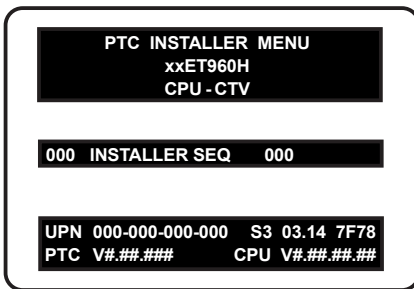 PTC INSTALLER MENU
xxET960H
CPU - CTV
000 INSTALLER SEQ 000
UPN 000-000-000-000 S3 03.14 7F78
PTC V#.##.### CPU V#.##.##.##